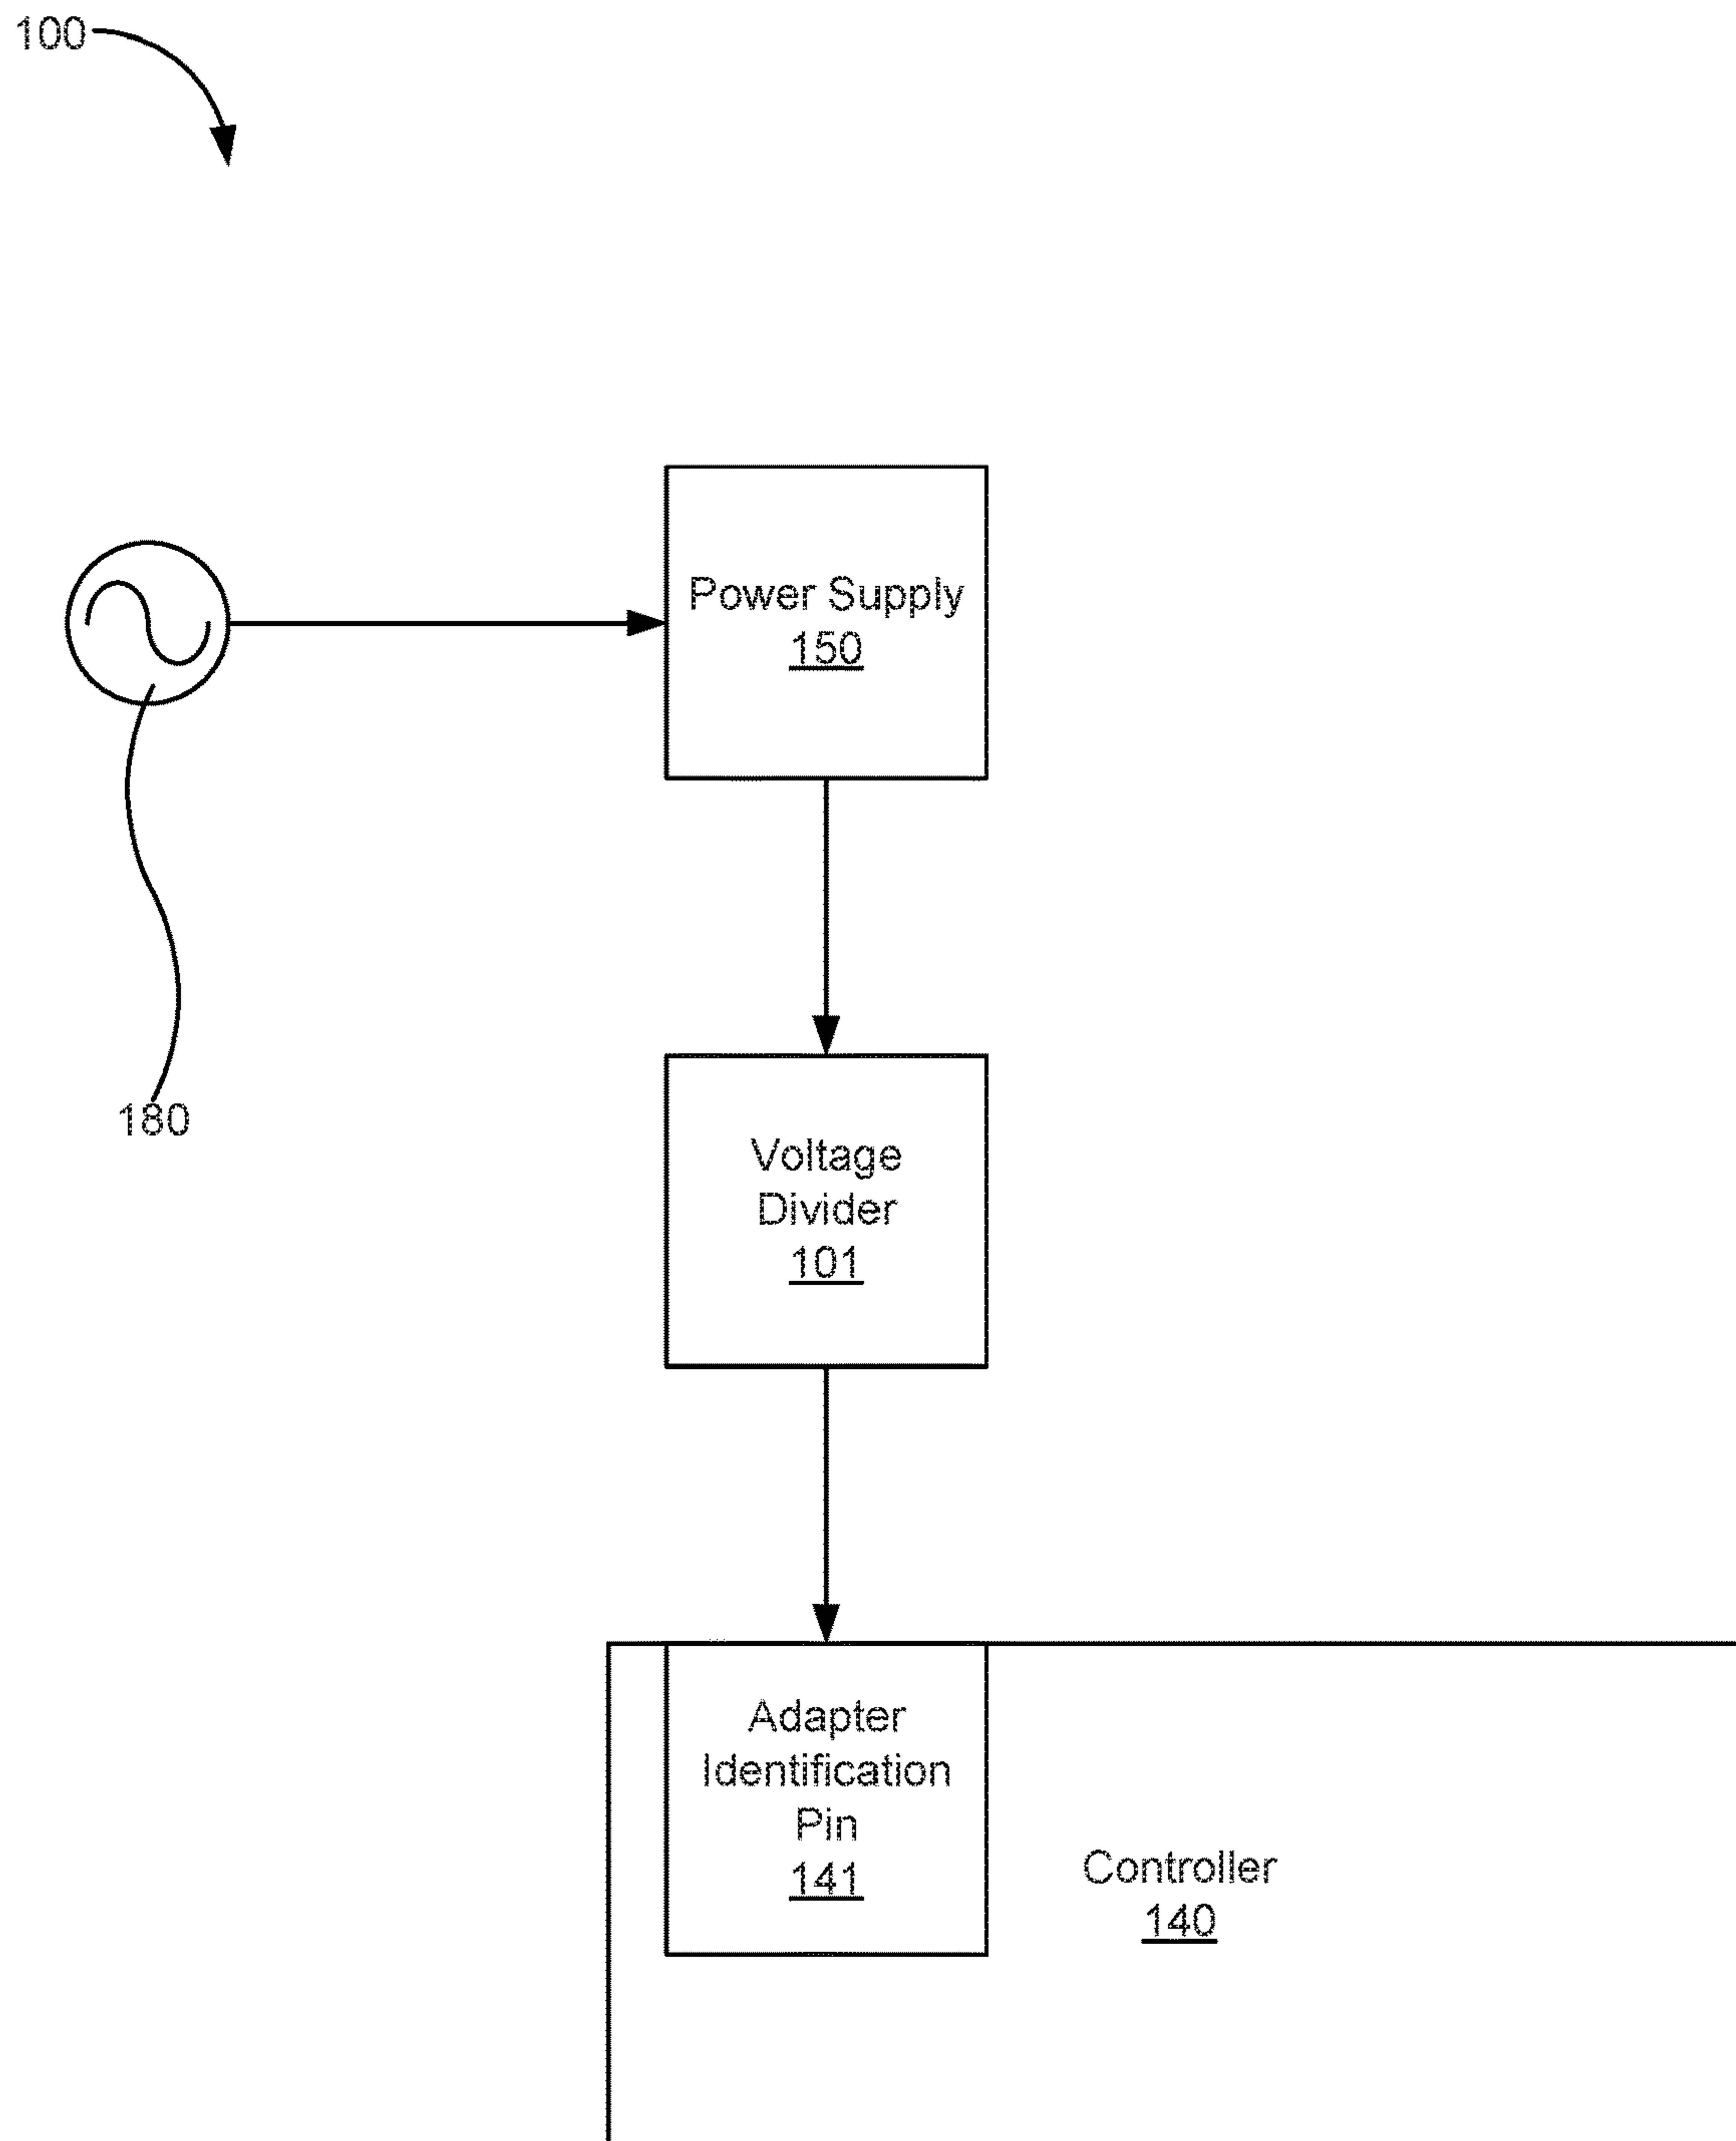 100
Power Supply
150
180
Voltage
Divider
101
Adapter
Identification
Pin
141
Controller
140